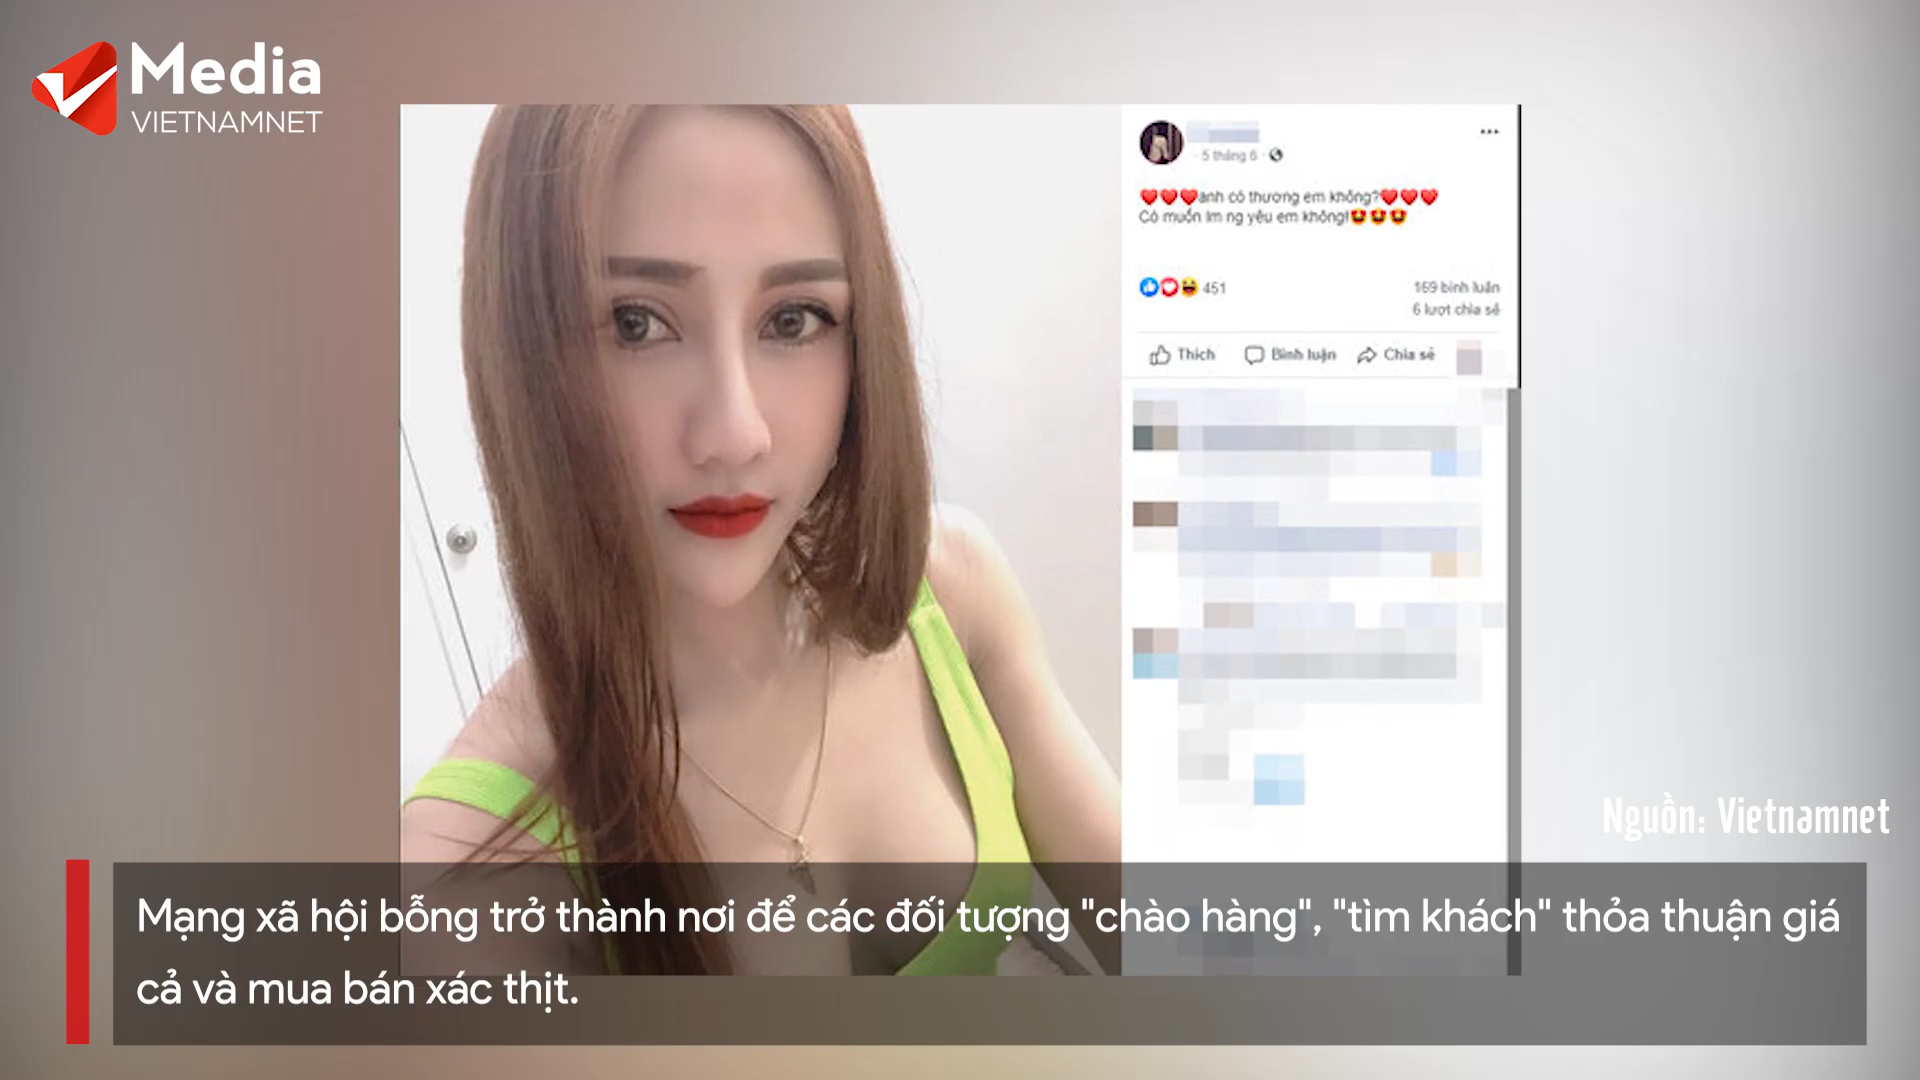 Media
VIETNAMNET
5 tháng 6
anh có thương em không?
Có muốn lm ng yêu em không!
451
169 bình luận
6 lượt chia sẻ
Thích
Bình luận
Chia sẻ
Nguồn: Vietnamnet
Mạng xã hội bỗng trở thành nơi để các đối tượng "chào hàng", "tìm khách" thỏa thuận giá
cả và mua bán xác thịt.